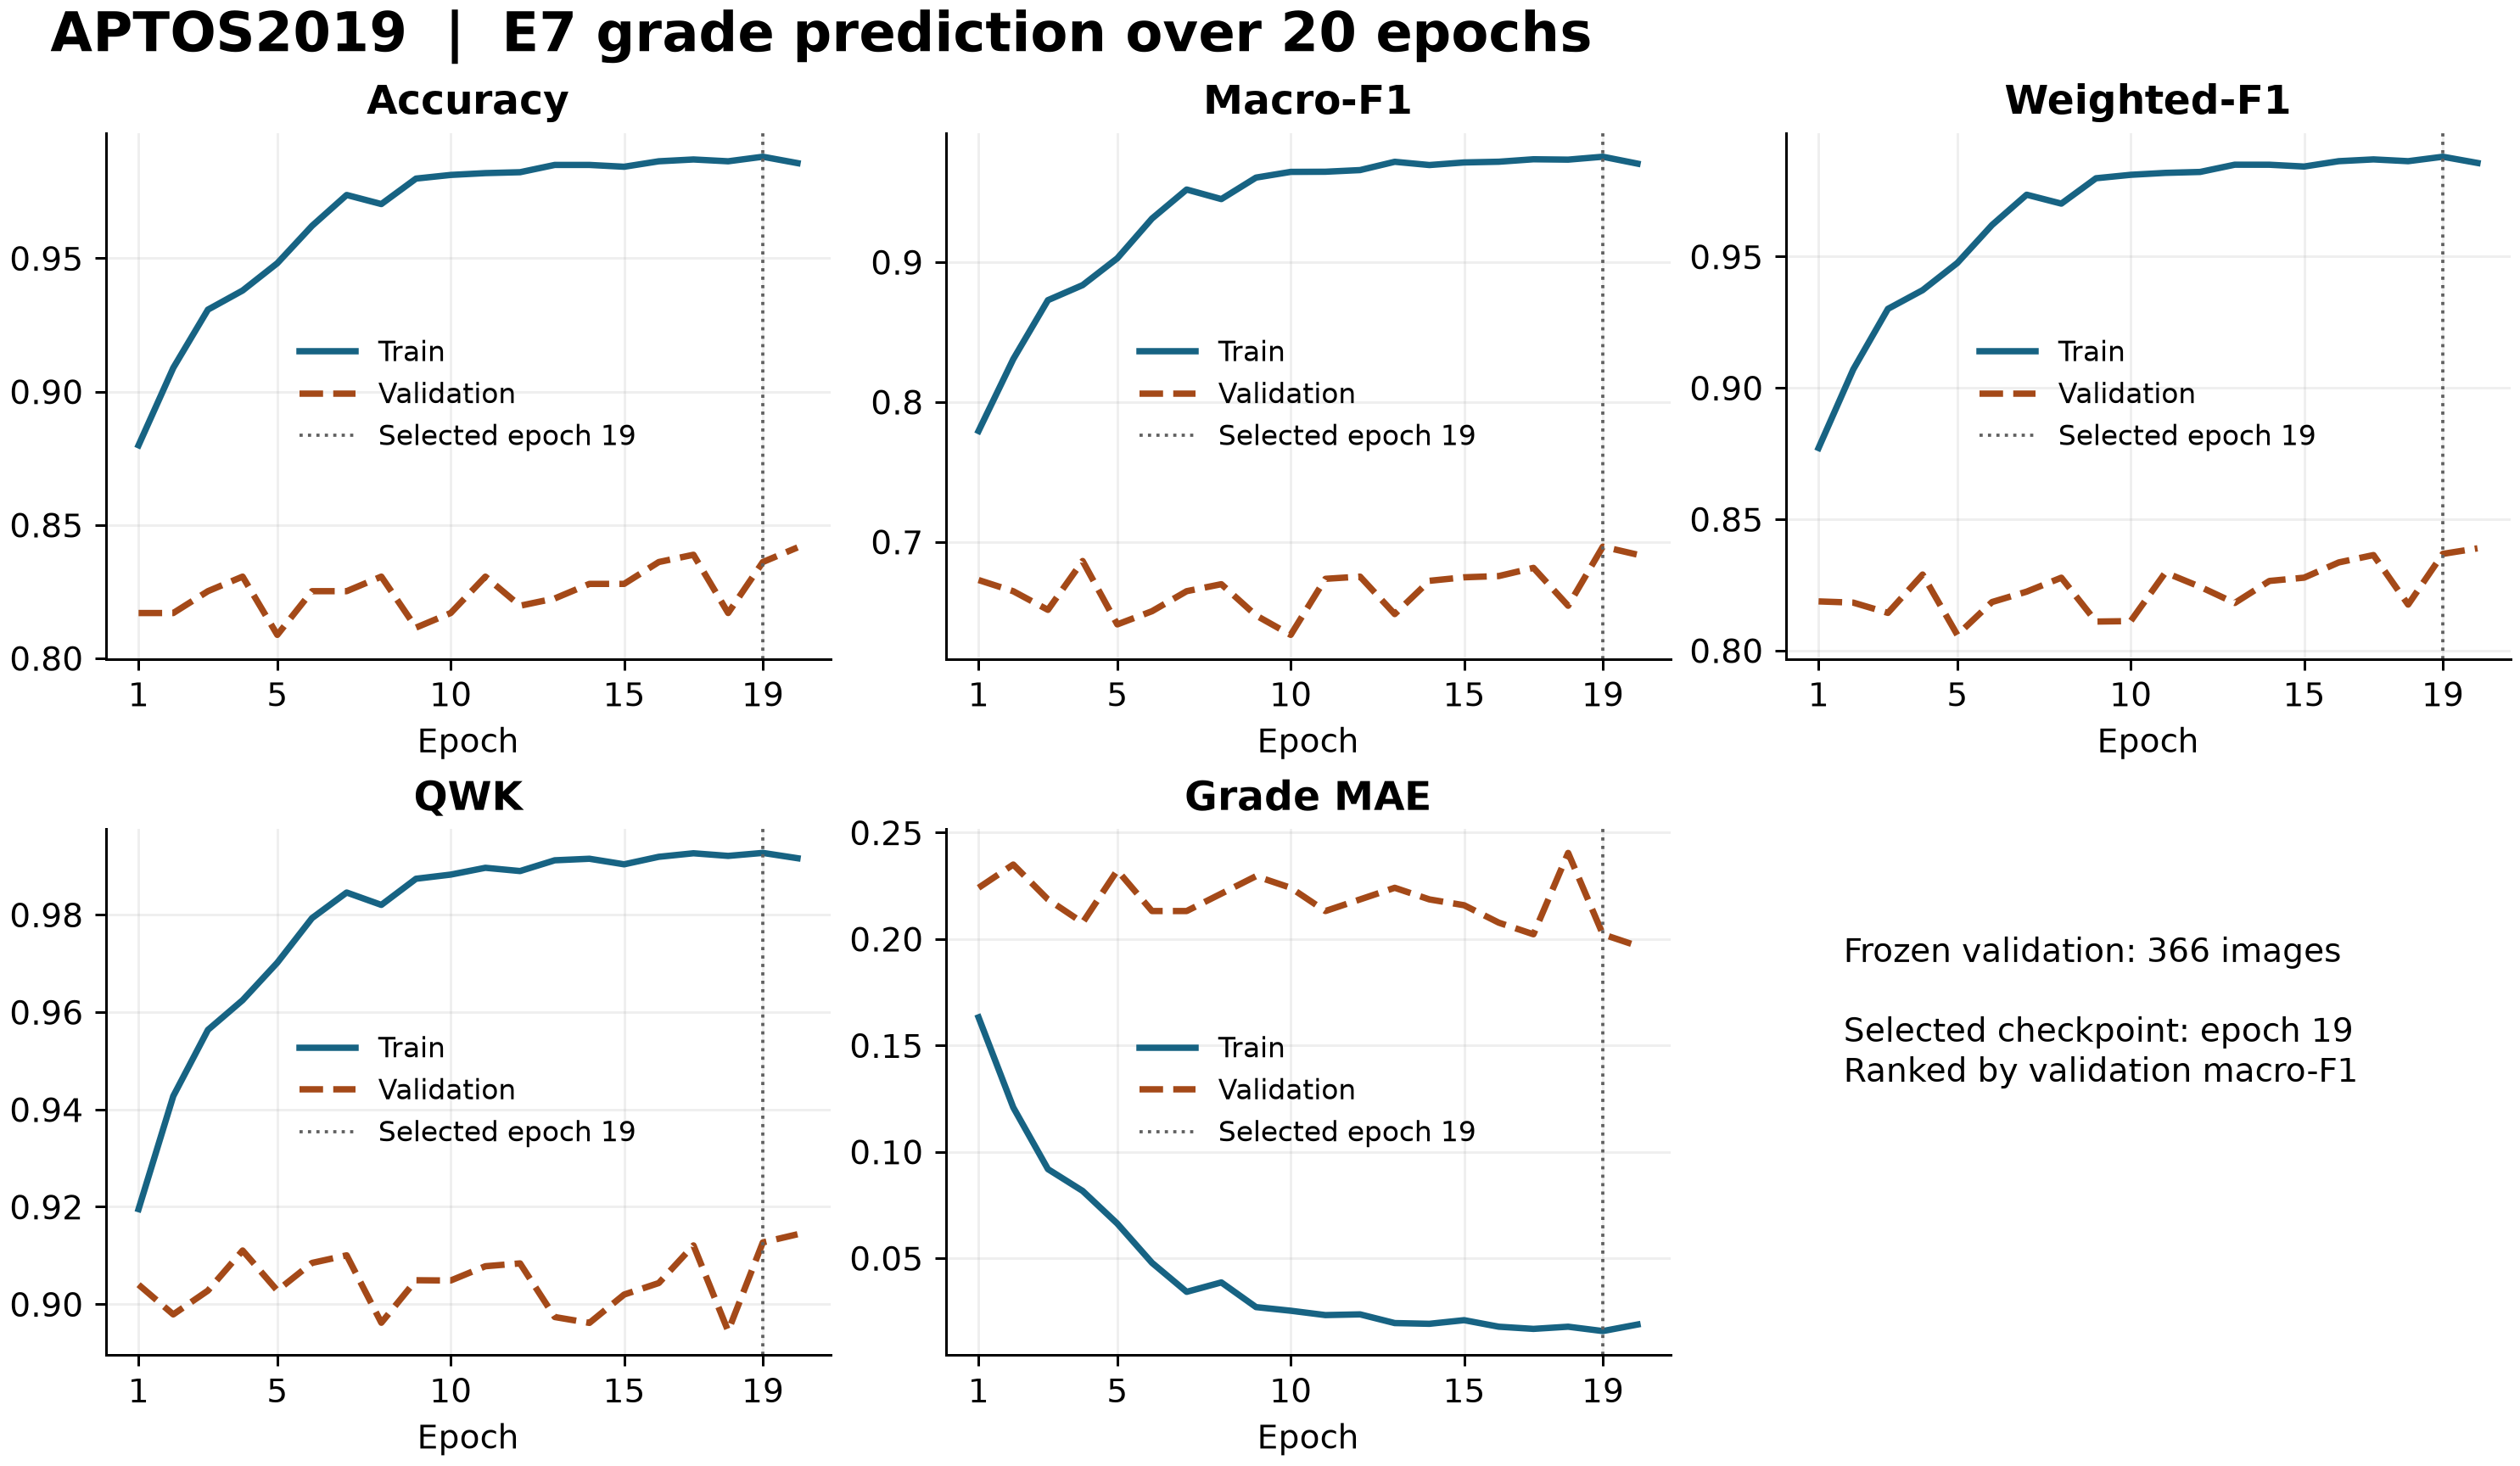 APTOS2019 | E7 grade prediction over 20 epochs
Accuracy
0.95
0.90
0.85
0.80
Train
Validation
Selected epoch 19
1 5 10 15 19
Epoch
Macro-F1
0.9
0.8
0.7
Train
Validation
Selected epoch 19
1 5 10 15 19
Epoch
Weighted-F1
0.95
0.90
0.85
0.80
Train
Validation
Selected epoch 19
1 5 10 15 19
Epoch
QWK
0.98
0.96
0.94
0.92
0.90
Train
Validation
Selected epoch 19
1 5 10 15 19
Epoch
Grade MAE
0.25
0.20
0.15
0.10
0.05
Train
Validation
Selected epoch 19
1 5 10 15 19
Epoch
Frozen validation: 366 images
Selected checkpoint: epoch 19
Ranked by validation macro-F1